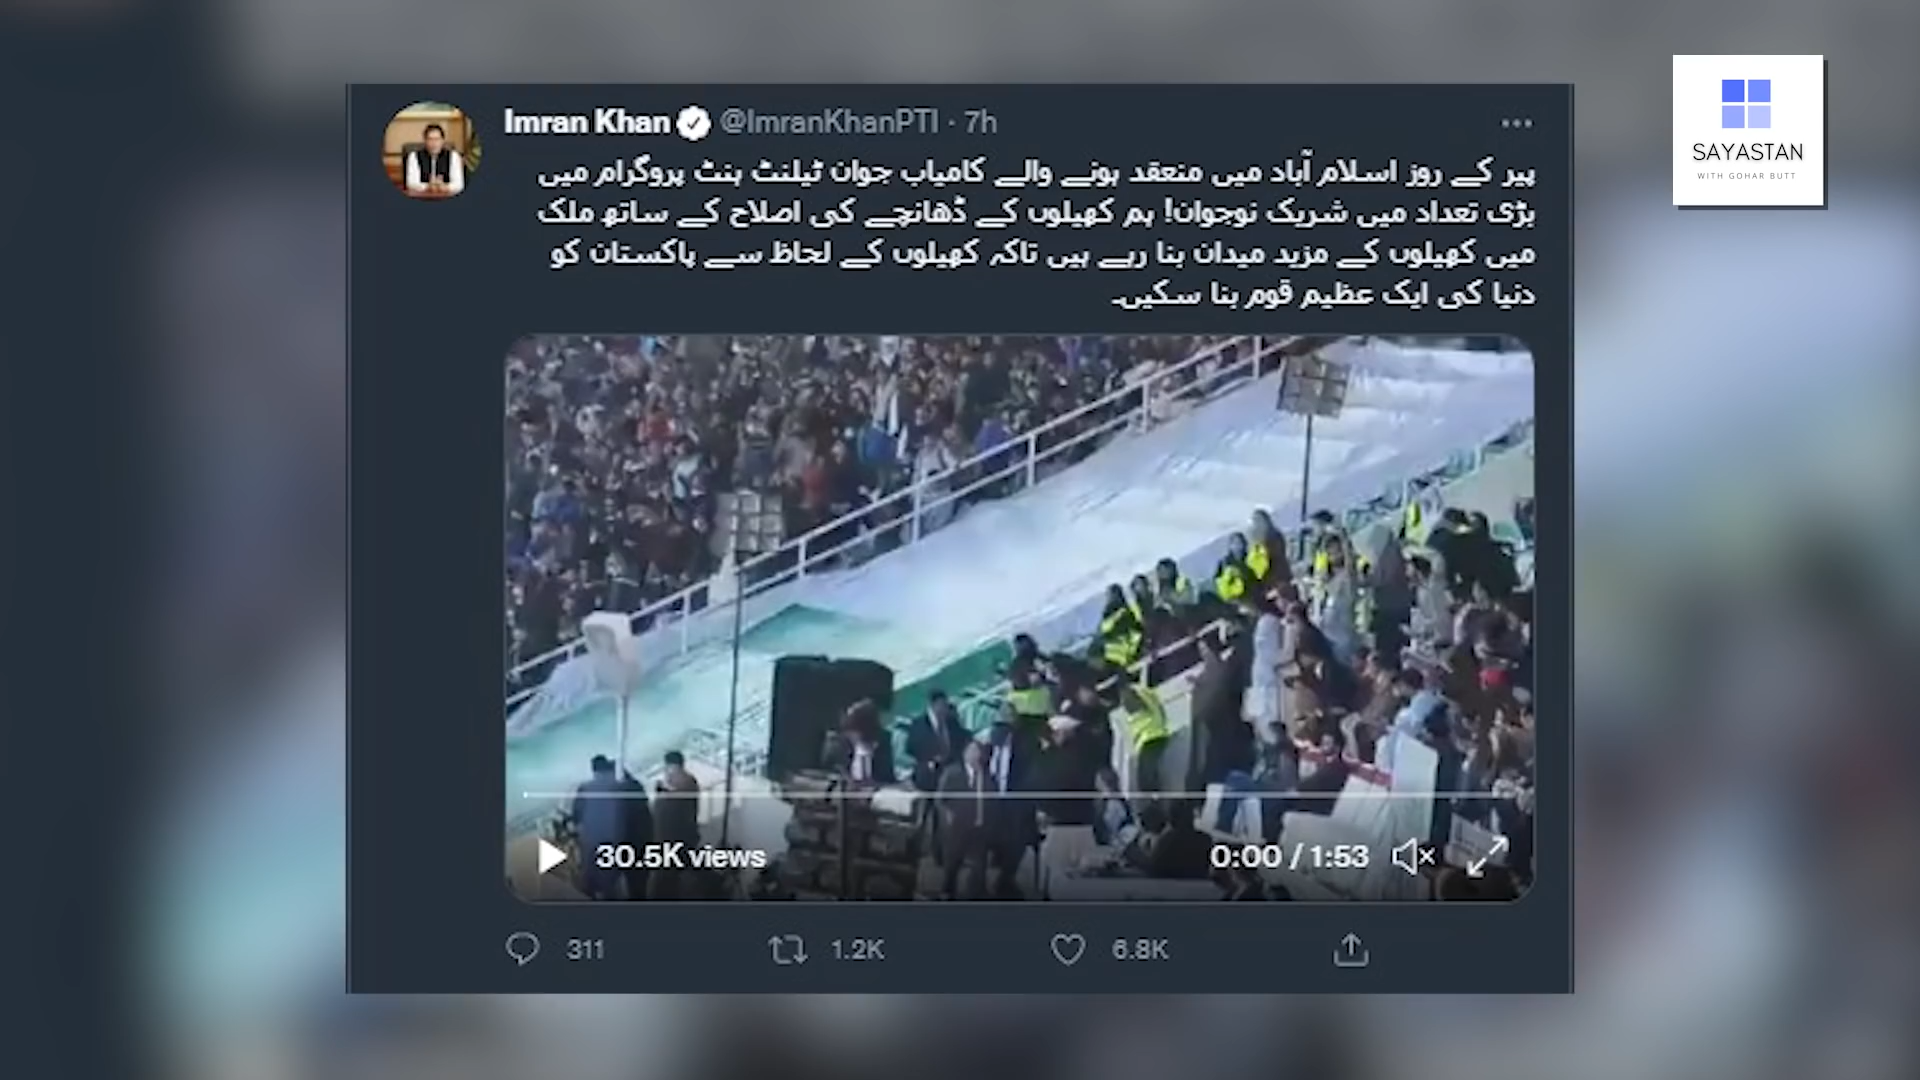 Imran Khan @ImranKhanPTI · 7h
پیر کے روز اسلام آباد میں منعقد ہونے والے کامیاب جوان ٹیلنٹ ہنٹ پروگرام میں
بڑی تعداد میں شریک نوجوان! ہم کھیلوں کے ڈھانچے کی اصلاح کے ساتھ ملک
میں کھیلوں کے مزید میدان بنا رہے ہیں تاکہ کھیلوں کے لحاظ سے پاکستان کو
دنیا کی ایک عظیم قوم بنا سکیں۔
30.5K views 0:00 / 1:53
311 1.2K 6.8K
SAYASTAN
WITH GOHAR BUTT